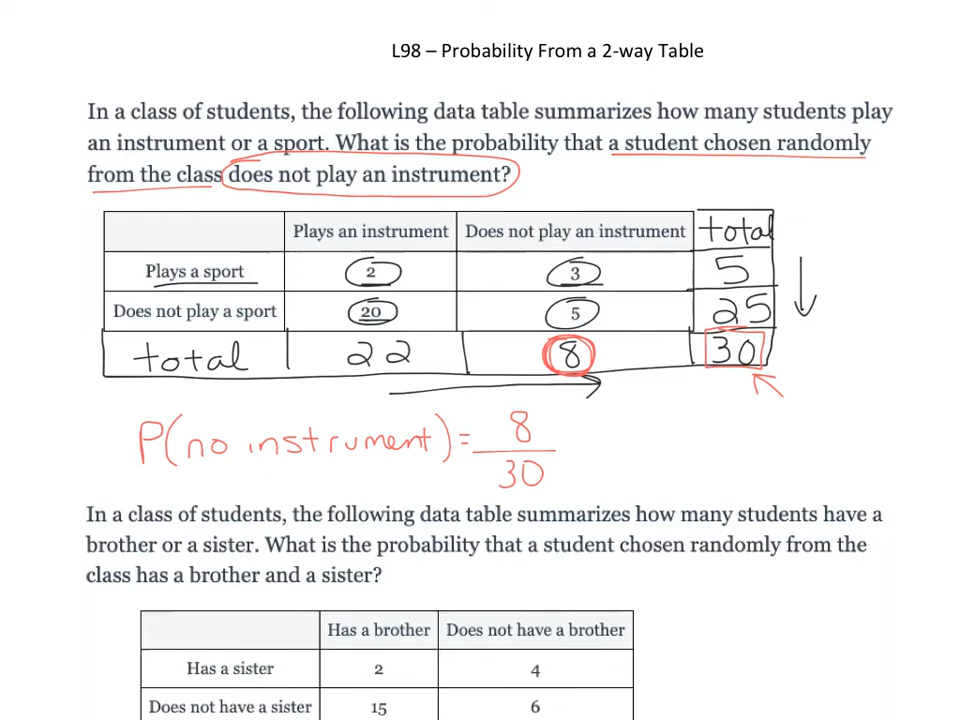 L98 – Probability From a 2-way Table
In a class of students, the following data table summarizes how many students play
an instrument or a sport. What is the probability that a student chosen randomly
from the class does not play an instrument?
Plays an instrument Does not play an instrument total
Plays a sport 2 3 5
Does not play a sport 20 5 25
total 22 8 30
P(no instrument) = 8
30
In a class of students, the following data table summarizes how many students have a
brother or a sister. What is the probability that a student chosen randomly from the
class has a brother and a sister?
Has a brother Does not have a brother
Has a sister 2 4
Does not have a sister 15 6